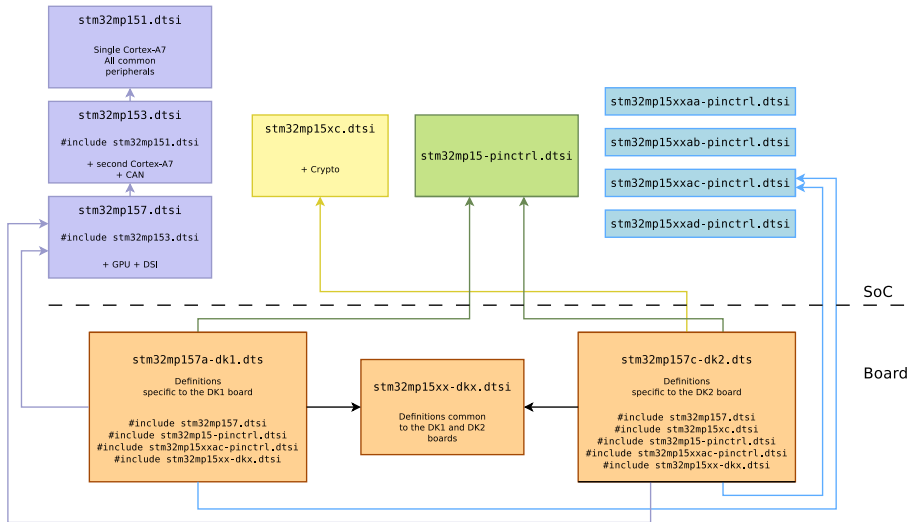 stm32mp151.dtsi
Single Cortex-A7
All common
peripherals
stm32mp153.dtsi
#include stm32mp151.dtsi
+ second Cortex-A7
+ CAN
stm32mp157.dtsi
#include stm32mp153.dtsi
+ GPU + DSI
stm32mp15xc.dtsi
+ Crypto
stm32mp15-pinctrl.dtsi
stm32mp15xxaa-pinctrl.dtsi
stm32mp15xxab-pinctrl.dtsi
stm32mp15xxac-pinctrl.dtsi
stm32mp15xxad-pinctrl.dtsi
SoC
Board
stm32mp157a-dk1.dts
Definitions
specific to the DK1 board
#include stm32mp157.dtsi
#include stm32mp15-pinctrl.dtsi
#include stm32mp15xxac-pinctrl.dtsi
#include stm32mp15xx-dkx.dtsi
stm32mp15xx-dkx.dtsi
Definitions common
to the DK1 and DK2
boards
stm32mp157c-dk2.dts
Definitions
specific to the DK2 board
#include stm32mp157.dtsi
#include stm32mp15xc.dtsi
#include stm32mp15-pinctrl.dtsi
#include stm32mp15xxac-pinctrl.dtsi
#include stm32mp15xx-dkx.dtsi